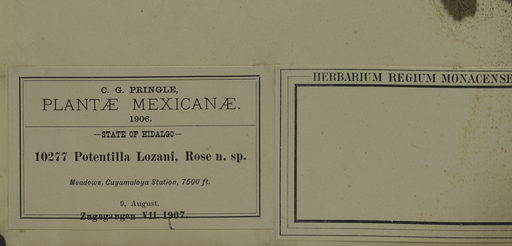 C. G. PRINGLE,
PLANTÆ MEXICANÆ.
1906.
—STATE OF HIDALGO—
10277 Potentilla Lozani, Rose n. sp.
Meadows, Cuyamaloya Station, 7500 ft.
9, August.
Zugegangen VII. 1907.
HERBARIUM REGIUM MONACENSE